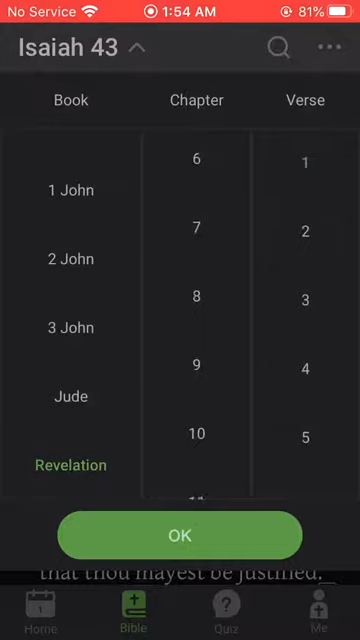 No Service 1:54 AM 81%
Isaiah 43
Book Chapter Verse
6 1
1 John
7 2
2 John
8 3
3 John
9 4
Jude
10 5
Revelation
11
OK
that thou mayest be justified.
Home Bible Quiz Me